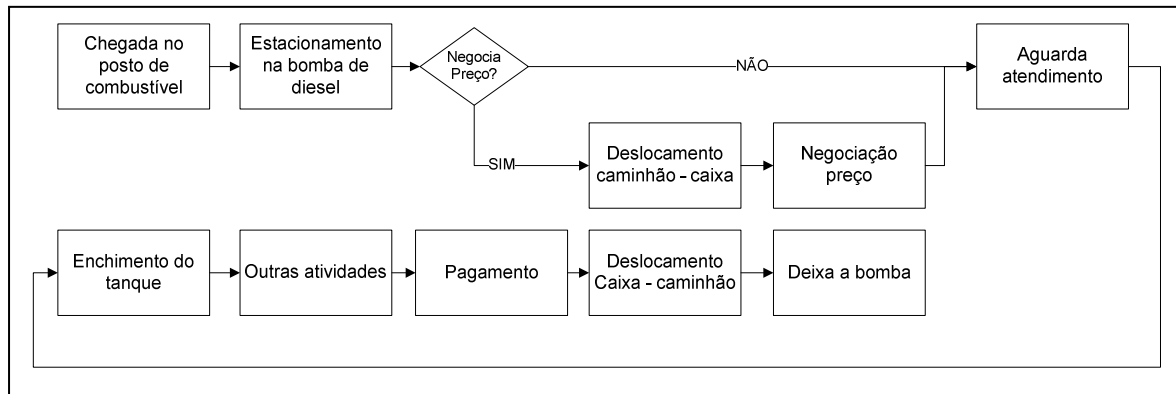 Chegada no
posto de
combustível
Estacionamento
na bomba de
diesel
Negocia
Preço?
NÃO
Aguarda
atendimento
SIM
Deslocamento
caminhão - caixa
Negociação
preço
Enchimento do
tanque
Outras atividades
Pagamento
Deslocamento
Caixa - caminhão
Deixa a bomba